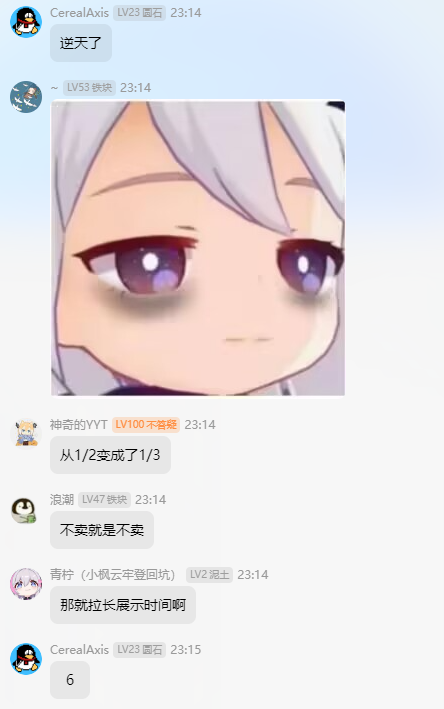 CerealAxis LV23 圆石 23:14
逆天了
~ LV53 铁块 23:14
神奇的YYT LV100 不答疑 23:14
从1/2变成了1/3
浪潮 LV47 铁块 23:14
不卖就是不卖
青柠（小枫云牢登回坑） LV2 泥土 23:14
那就拉长展示时间啊
CerealAxis LV23 圆石 23:15
6